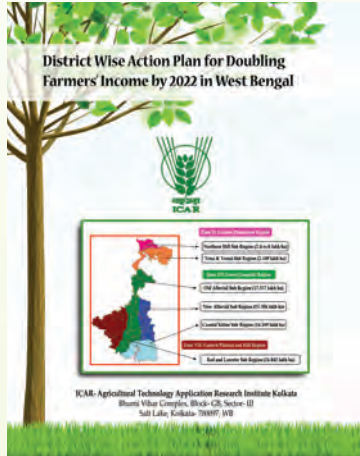 District Wise Action Plan for Doubling
Farmers' Income by 2022 in West Bengal
ICAR
Northern Hill Sub Region
Terai & Teesta Sub Region
Old Alluvial Sub Region
New Alluvial Sub Region
Coastal Saline Sub Region
Red and Laterite Sub Region
ICAR- Agricultural Technology Application Research Institute Kolkata
Bhumi Vihar Complex, Block- GB, Sector- III
Salt Lake, Kolkata- 700097, WB